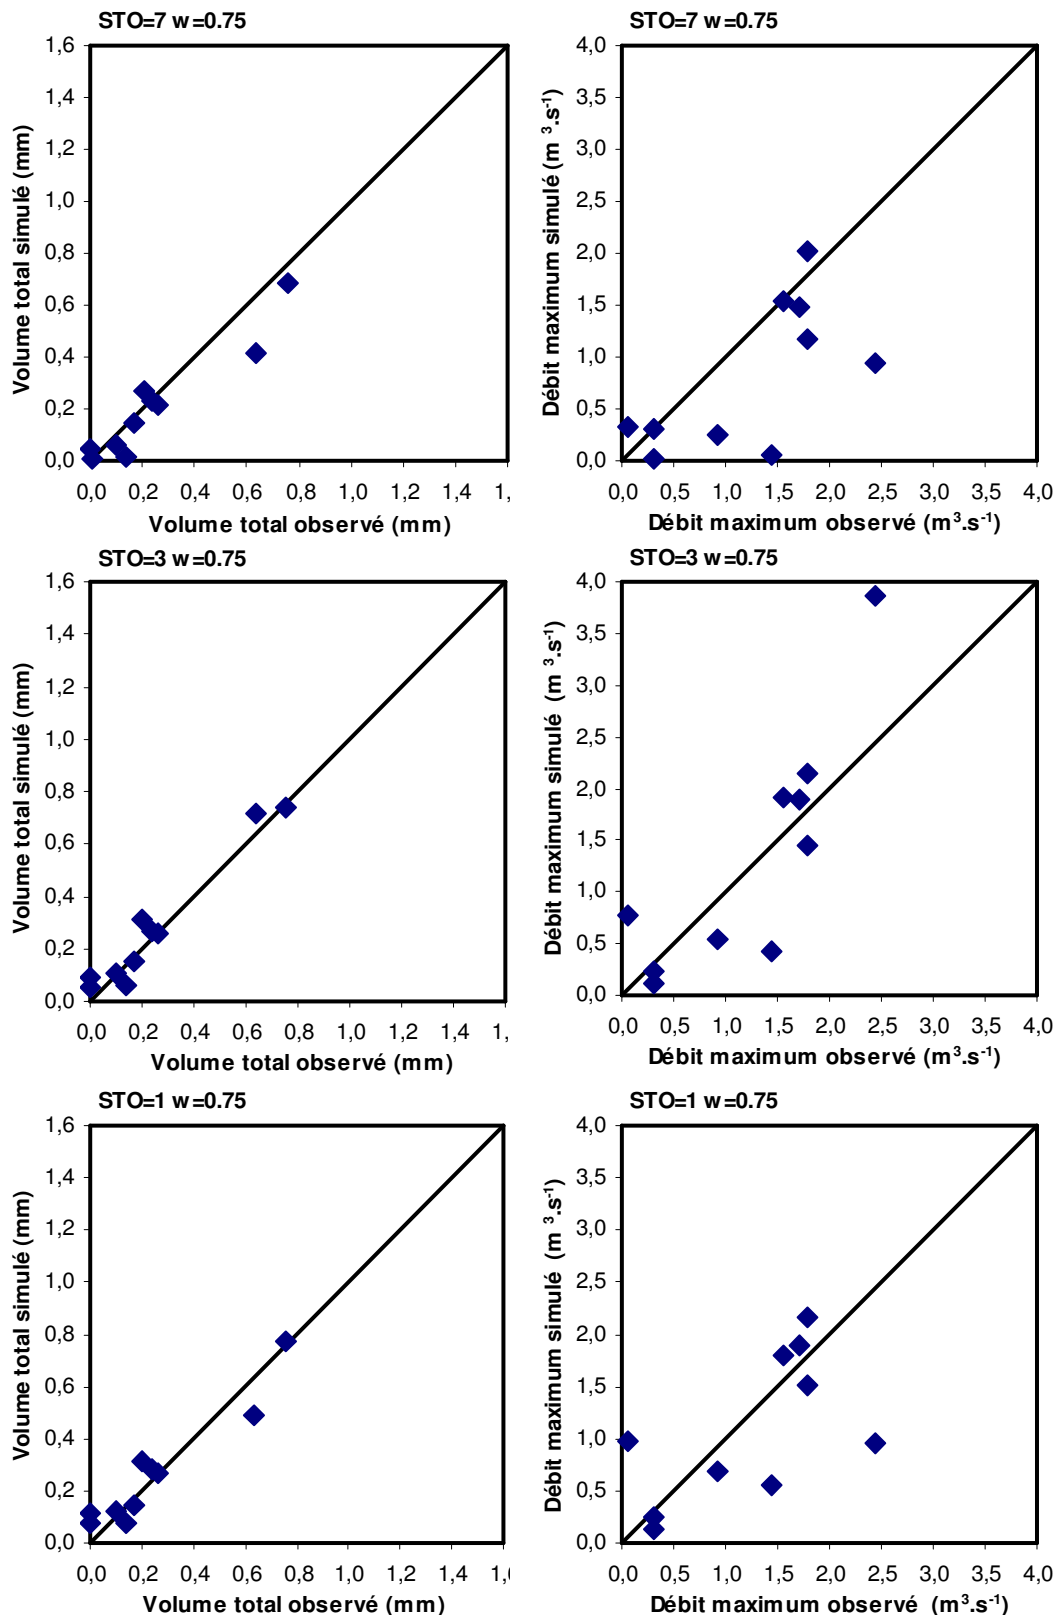 STO=7 w=0.75
1,6
1,4
1,2
1,0
0,8
0,6
0,4
0,2
0,0
Volume total simulé (mm)
0,0 0,2 0,4 0,6 0,8 1,0 1,2 1,4 1,
Volume total observé (mm)
STO=7 w=0.75
4,0
3,5
3,0
2,5
2,0
1,5
1,0
0,5
0,0
Débit maximum simulé (m ³.s⁻¹)
0,0 0,5 1,0 1,5 2,0 2,5 3,0 3,5 4,0
Débit maximum observé (m³.s⁻¹)
STO=3 w=0.75
1,6
1,4
1,2
1,0
0,8
0,6
0,4
0,2
0,0
Volume total simulé (mm)
0,0 0,2 0,4 0,6 0,8 1,0 1,2 1,4 1,
Volume total observé (mm)
STO=3 w=0.75
4,0
3,5
3,0
2,5
2,0
1,5
1,0
0,5
0,0
Débit maximum simulé (m ³.s⁻¹)
0,0 0,5 1,0 1,5 2,0 2,5 3,0 3,5 4,0
Débit maximum observé (m³.s⁻¹)
STO=1 w=0.75
1,6
1,4
1,2
1,0
0,8
0,6
0,4
0,2
0,0
Volume total simulé (mm)
0,0 0,2 0,4 0,6 0,8 1,0 1,2 1,4 1,6
Volume total observé (mm)
STO=1 w=0.75
4,0
3,5
3,0
2,5
2,0
1,5
1,0
0,5
0,0
Débit maximum simulé (m ³.s⁻¹)
0,0 0,5 1,0 1,5 2,0 2,5 3,0 3,5 4,0
Débit maximum observé (m³.s⁻¹)